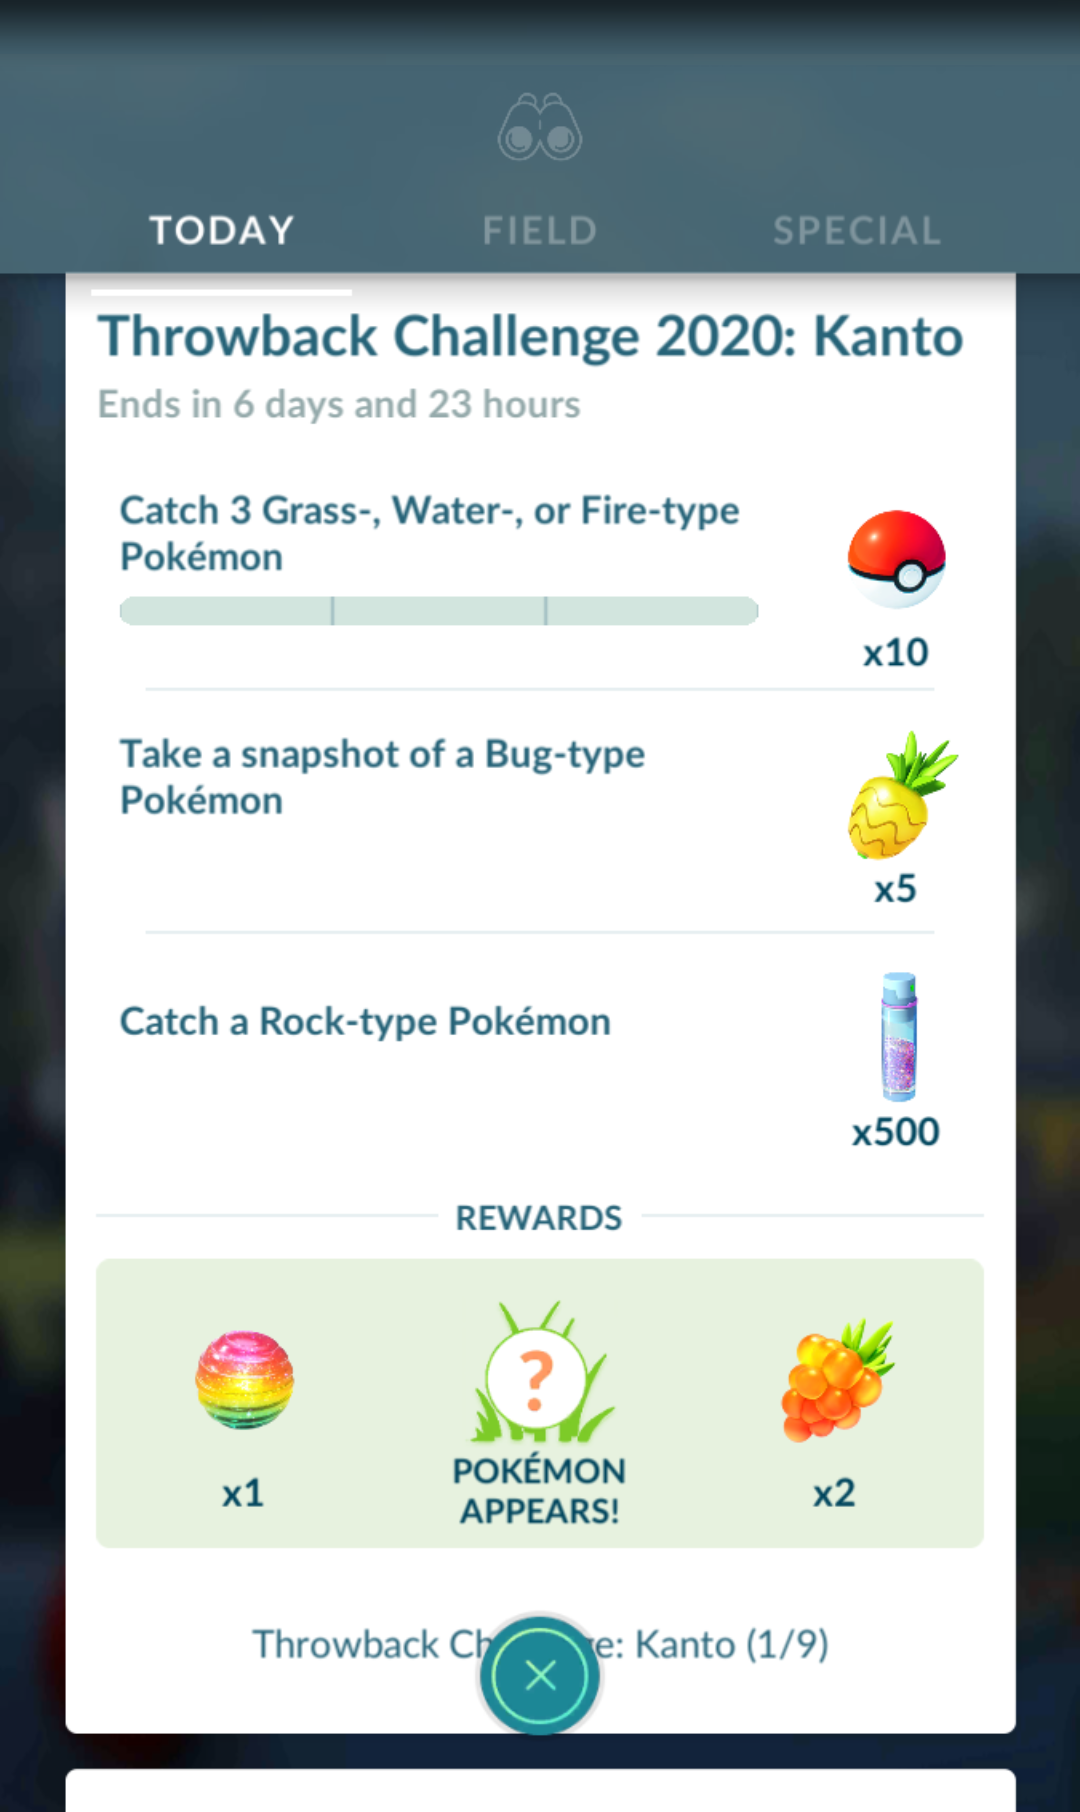 TODAY FIELD SPECIAL
Throwback Challenge 2020: Kanto
Ends in 6 days and 23 hours
Catch 3 Grass-, Water-, or Fire-type
Pokémon
x10
Take a snapshot of a Bug-type
Pokémon
x5
Catch a Rock-type Pokémon
x500
REWARDS
?
x1
POKÉMON
APPEARS!
x2
Throwback Ch e: Kanto (1/9)